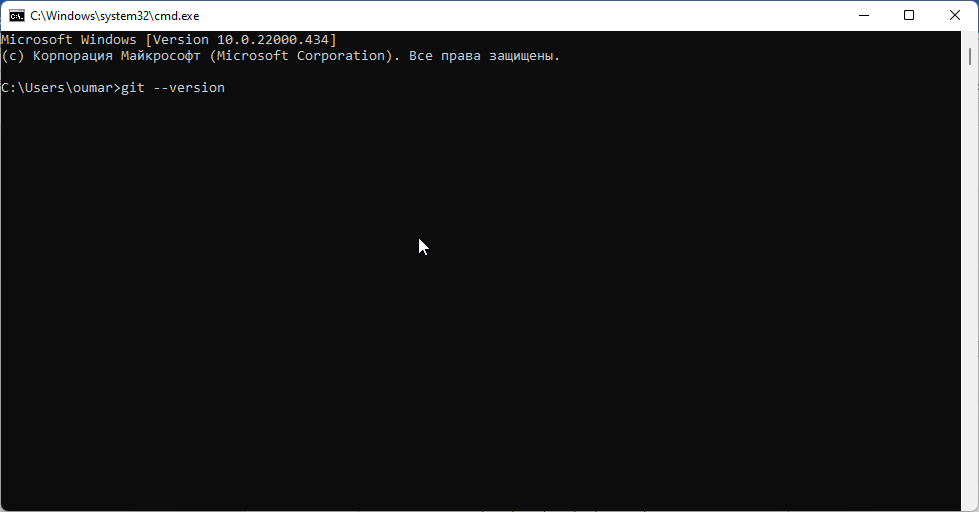 C:\Windows\system32\cmd.exe
Microsoft Windows [Version 10.0.22000.434]
(c) Корпорация Майкрософт (Microsoft Corporation). Все права защищены.
C:\Users\oumar>git --version